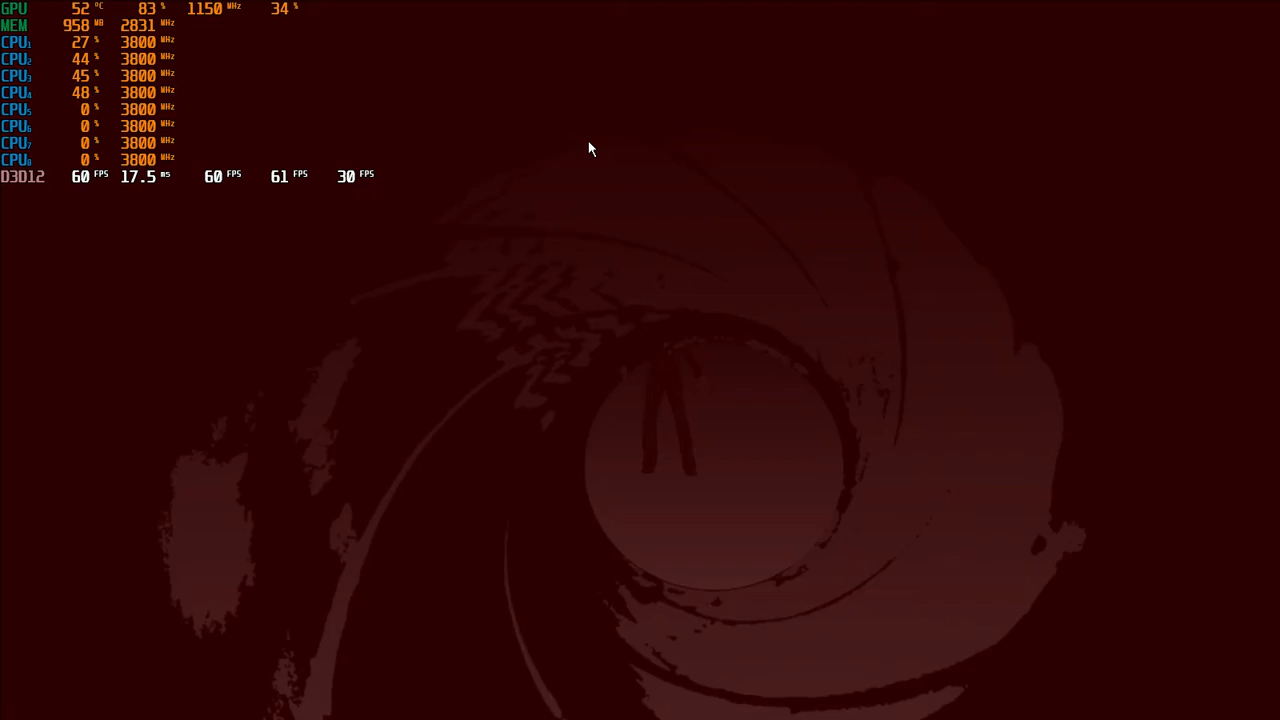 GPU 52 °C 83 % 1150 MHz 34 %
MEM 958 MB 2831 MHz
CPU1 27 % 3800 MHz
CPU2 44 % 3800 MHz
CPU3 45 % 3800 MHz
CPU4 48 % 3800 MHz
CPU5 0 % 3800 MHz
CPU6 0 % 3800 MHz
CPU7 0 % 3800 MHz
CPU8 0 % 3800 MHz
D3D12 60 FPS 17.5 ms 60 FPS 61 FPS 30 FPS